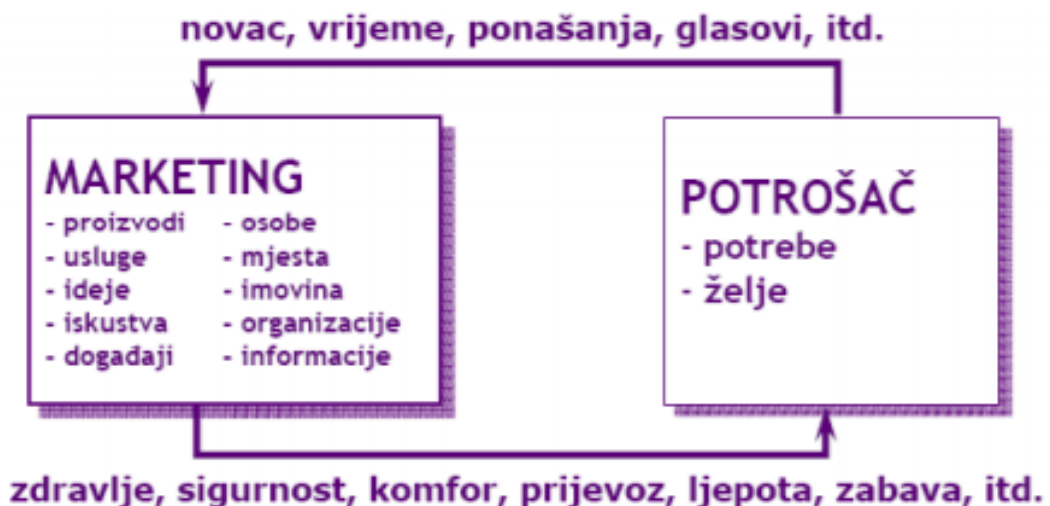 novac, vrijeme, ponašanja, glasovi, itd.
MARKETING
- proizvodi - osobe
- usluge - mjesta
- ideje - imovina
- iskustva - organizacije
- događaji - informacije
POTROŠAČ
- potrebe
- želje
zdravlje, sigurnost, komfor, prijevoz, ljepota, zabava, itd.